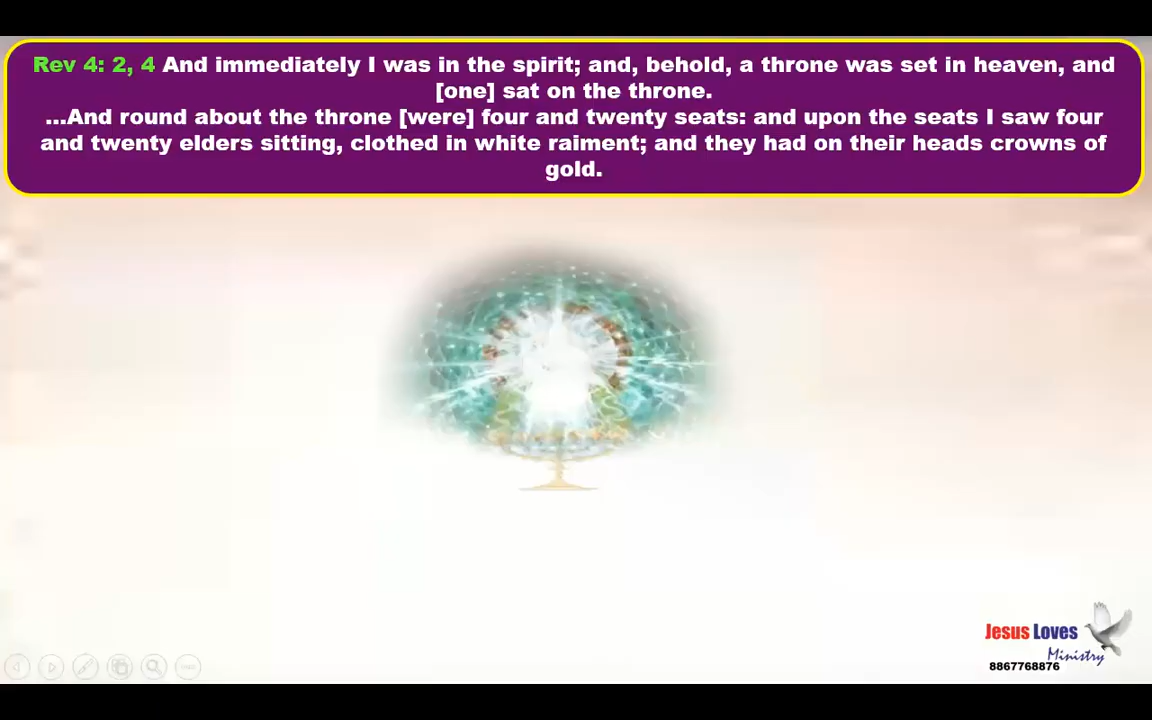 Rev 4: 2, 4 And immediately I was in the spirit; and, behold, a throne was set in heaven, and
[one] sat on the throne.
...And round about the throne [were] four and twenty seats: and upon the seats I saw four
and twenty elders sitting, clothed in white raiment; and they had on their heads crowns of
gold.
Jesus Loves
Ministry
8867768876